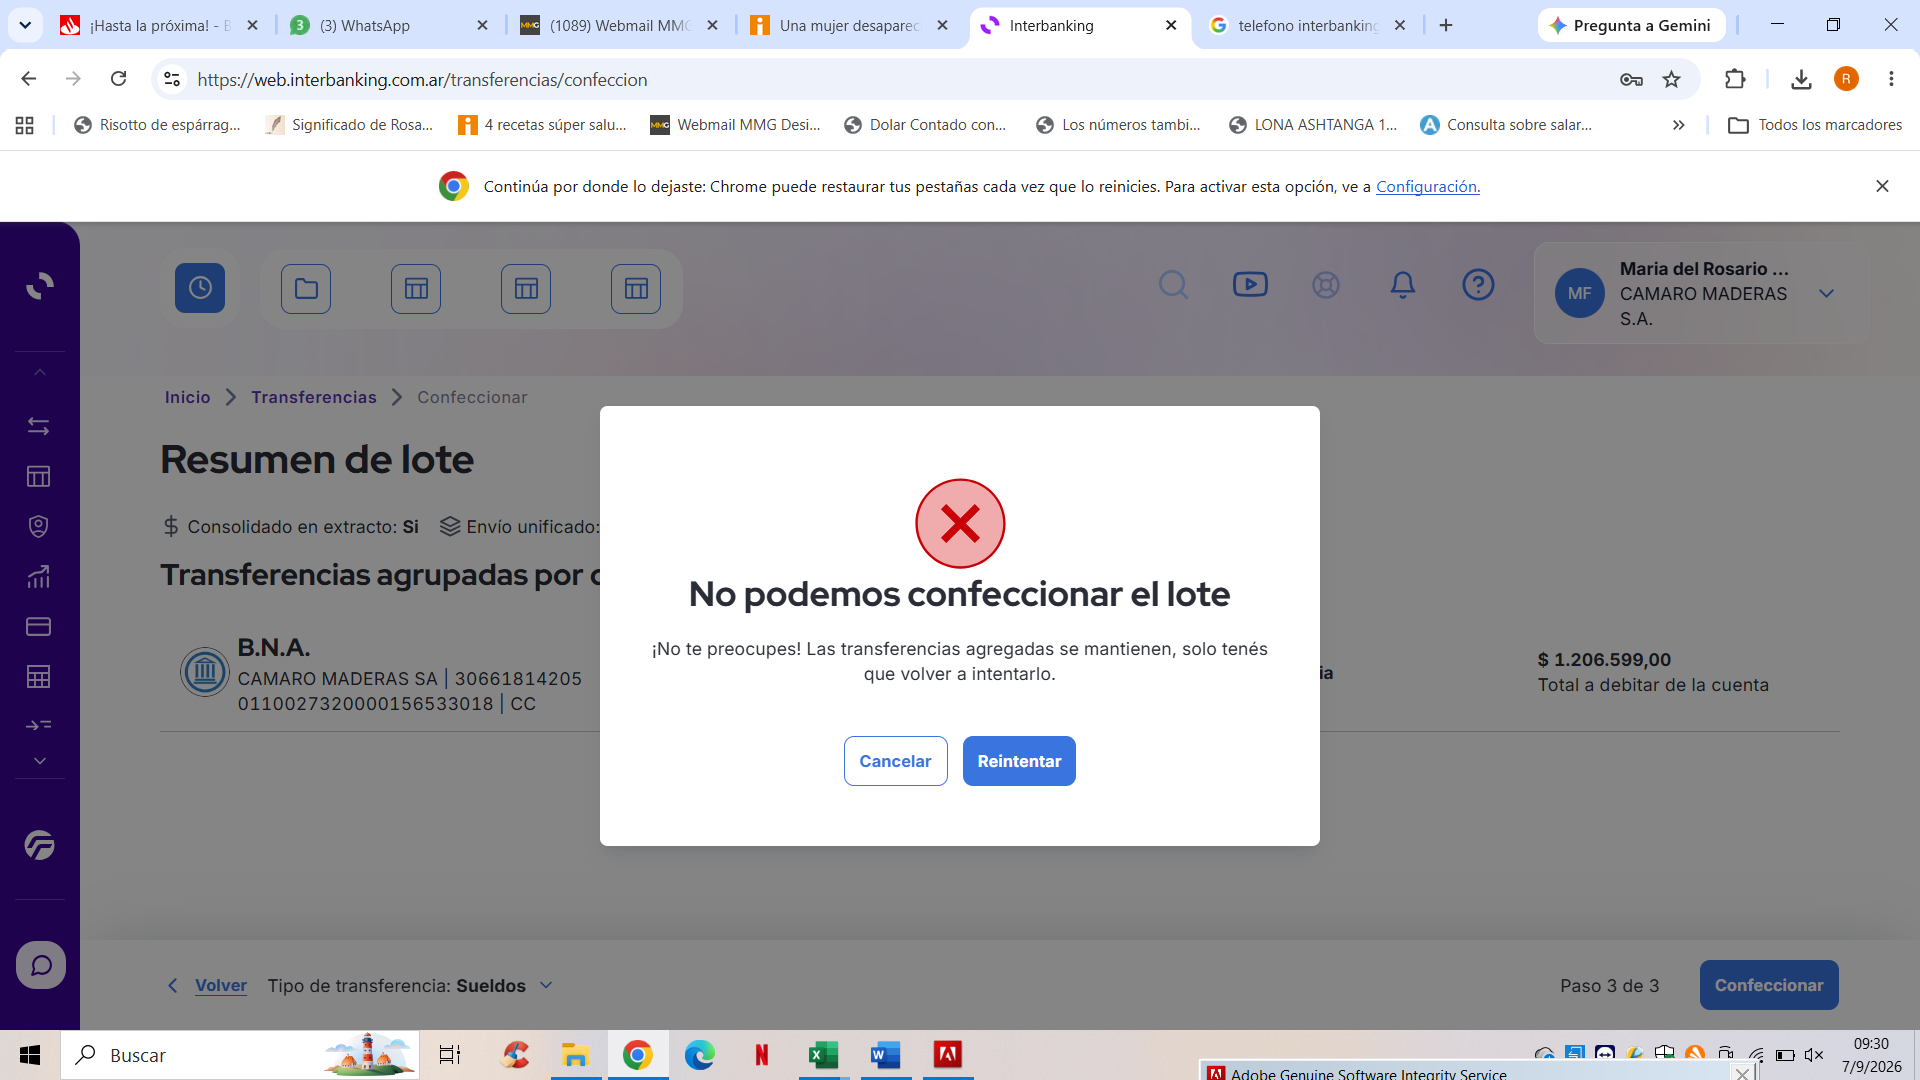 ¡Hasta la próxima! - B
3
(3) WhatsApp
MMG
(1089) Webmail MMG
Una mujer desaparec
Interbanking
telefono interbanking
Pregunta a Gemini
https://web.interbanking.com.ar/transferencias/confeccion
R
Risotto de espárrag...
Significado de Rosa...
4 recetas súper salu...
MMG
Webmail MMG Desi...
Dolar Contado con...
Los números tambi...
LONA ASHTANGA 1...
Consulta sobre salar...
Todos los marcadores
Continúa por donde lo dejaste: Chrome puede restaurar tus pestañas cada vez que lo reinicies. Para activar esta opción, ve a Configuración.
MF
Maria del Rosario ...
CAMARO MADERAS
S.A.
Inicio > Transferencias > Confeccionar
Resumen de lote
Consolidado en extracto: Si
Envío unificado:
Transferencias agrupadas por c
B.N.A.
CAMARO MADERAS SA | 30661814205
0110027320000156533018 | CC
ia
$ 1.206.599,00
Total a debitar de la cuenta
No podemos confeccionar el lote
¡No te preocupes! Las transferencias agregadas se mantienen, solo tenés
que volver a intentarlo.
Cancelar
Reintentar
Volver
Tipo de transferencia: Sueldos
Paso 3 de 3
Confeccionar
Buscar
09:30
7/9/2026
Adobe Genuine Software Integrity Service